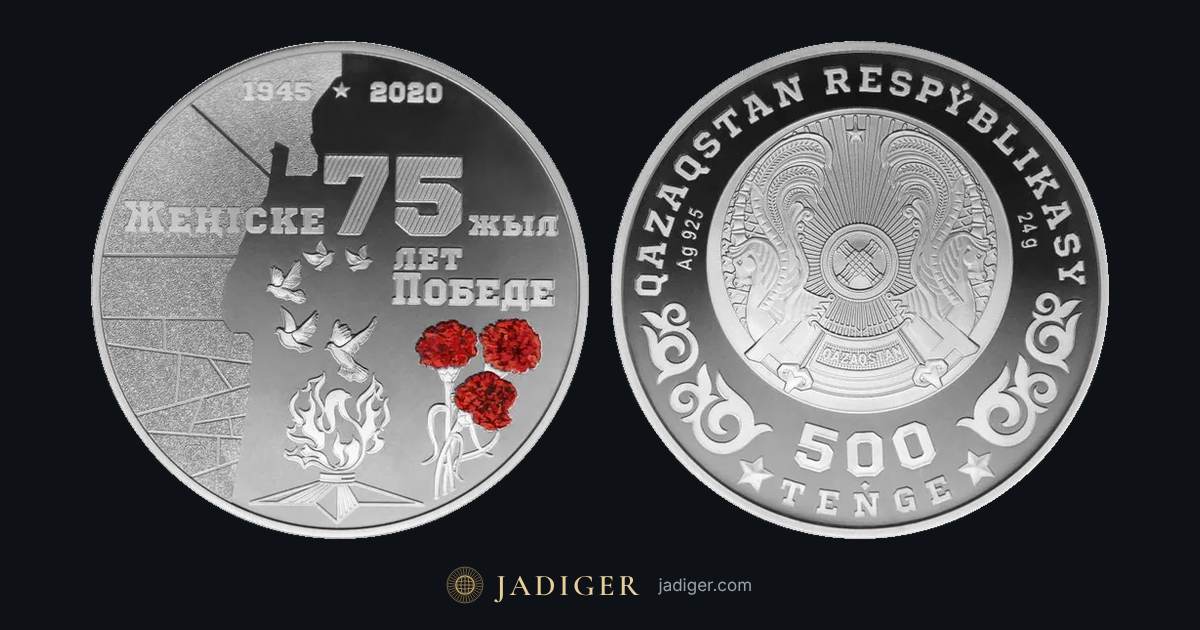 1945 ★ 2020
ЖЕҢІСКЕ 75 ЖЫЛ
ЛЕТ
ПОБЕДЕ
QAZAQSTAN RESPÝBLIKASY
Ag 925
24g
QAZAQSTAN
500
TEŃGE
JADIGER jadiger.com